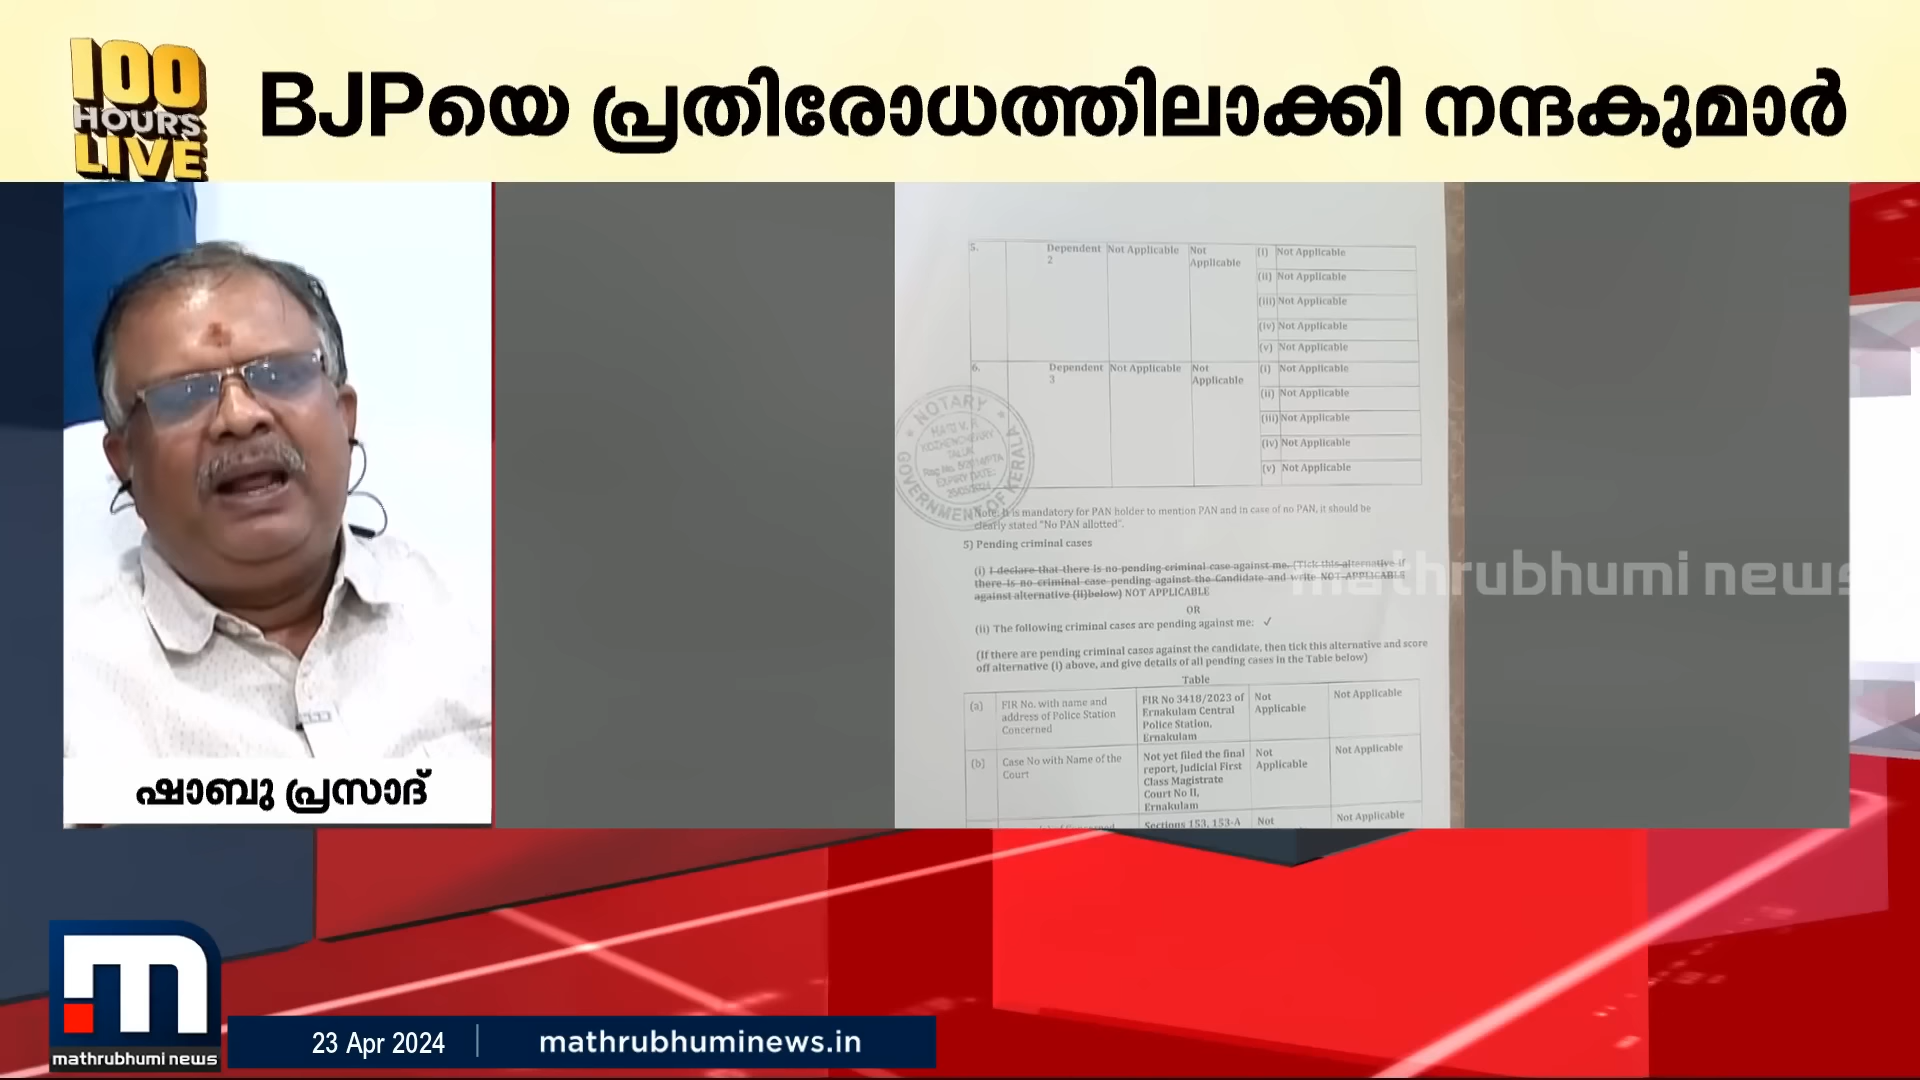 100
HOURS
LIVE
BJPയെ പ്രതിരോധത്തിലാക്കി നന്ദകുമാർ
ഷാബു പ്രസാദ്
5. Dependent 2 Not Applicable Not Applicable (i) Not Applicable
(ii) Not Applicable
(iii) Not Applicable
(iv) Not Applicable
(v) Not Applicable
6. Dependent 3 Not Applicable Not Applicable (i) Not Applicable
(ii) Not Applicable
(iii) Not Applicable
(iv) Not Applicable
(v) Not Applicable
NOTARY
KOZHENCHERRY
TALUK
EXPIRY DATE:
GOVERNMENT OF KERALA
Note: It is mandatory for PAN holder to mention PAN and in case of no PAN, it should be
clearly stated "No PAN allotted".
5) Pending criminal cases
(i) I declare that there is no pending criminal case against me. (Tick this alternative if
there is no criminal case pending against the Candidate and write NOT APPLICABLE
against alternative (ii)below) NOT APPLICABLE
OR
(ii) The following criminal cases are pending against me: ✓
(If there are pending criminal cases against the candidate, then tick this alternative and score
off alternative (i) above, and give details of all pending cases in the Table below)
Table
(a) FIR No. with name and address of Police Station Concerned FIR No 3418/2023 of Ernakulam Central Police Station, Ernakulam Not Applicable Not Applicable
(b) Case No with Name of the Court Not yet filed the final report, Judicial First Class Magistrate Court No II, Ernakulam Not Applicable Not Applicable
Sections 153, 153-A Not Not Applicable
mathrubhumi news
mathrubhumi news
23 Apr 2024
mathrubhuminews.in